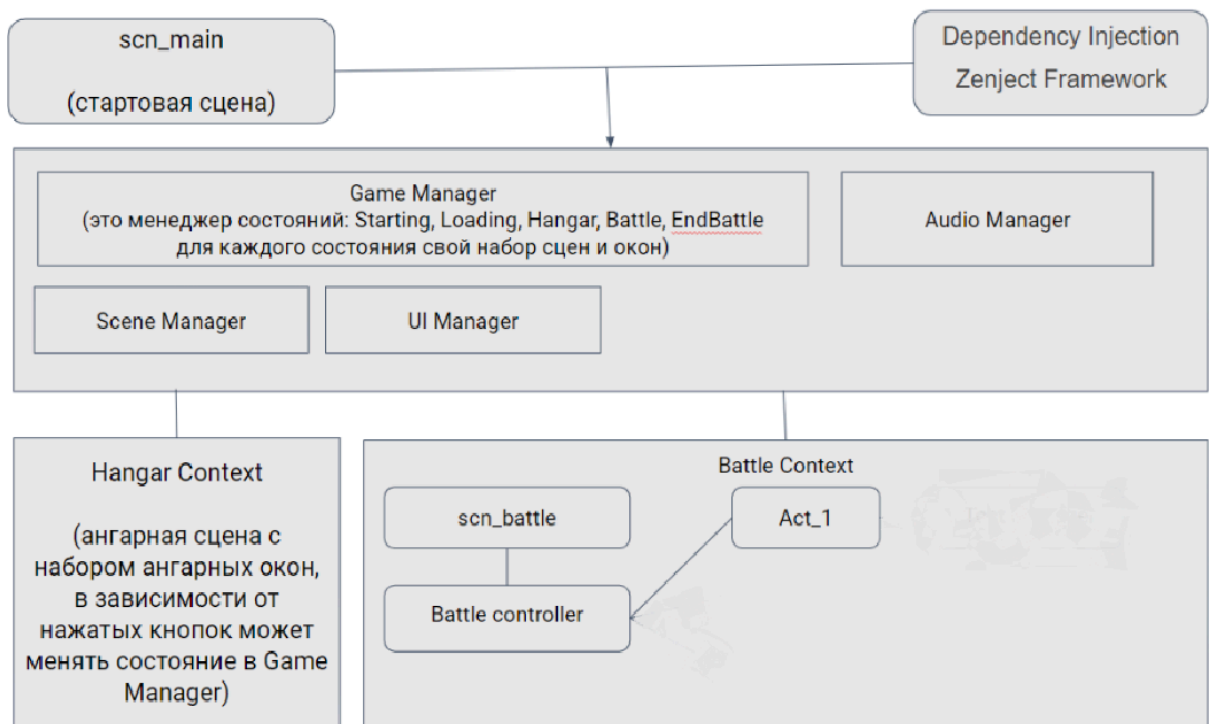 scn_main
(стартовая сцена)
Dependency Injection
Zenject Framework
Game Manager
(это менеджер состояний: Starting, Loading, Hangar, Battle, EndBattle
для каждого состояния свой набор сцен и окон)
Audio Manager
Scene Manager
UI Manager
Hangar Context
(ангарная сцена с
набором ангарных окон,
в зависимости от
нажатых кнопок может
менять состояние в Game
Manager)
Battle Context
scn_battle
Act_1
Battle controller